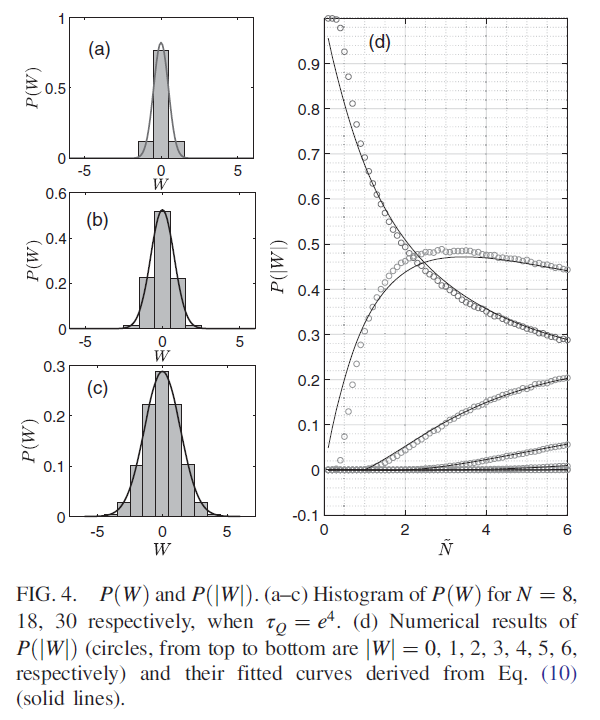 (a)
P(W)
1
0.5
0
-5
0
5
W
(b)
P(W)
0.6
0.4
0.2
0
-5
0
5
W
(c)
P(W)
0.3
0.2
0.1
0
-5
0
5
W
(d)
P(|W|)
0.9
0.8
0.7
0.6
0.5
0.4
0.3
0.2
0.1
0
-0.1
0
2
4
6
Ñ
FIG. 4. P(W) and P(|W|). (a–c) Histogram of P(W) for N = 8,
18, 30 respectively, when τ_Q = e⁴. (d) Numerical results of
P(|W|) (circles, from top to bottom are |W| = 0, 1, 2, 3, 4, 5, 6,
respectively) and their fitted curves derived from Eq. (10)
(solid lines).